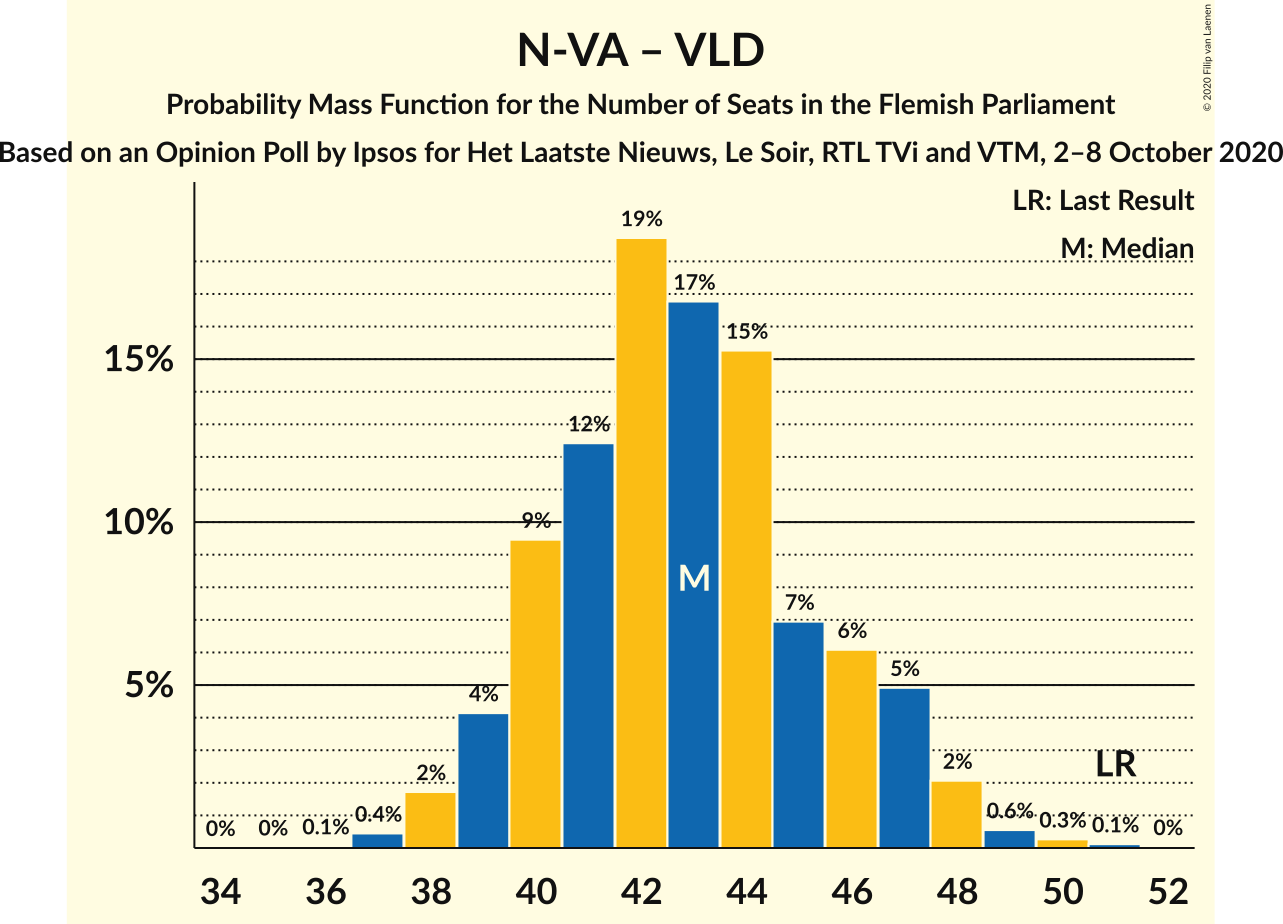 N-VA – VLD
Probability Mass Function for the Number of Seats in the Flemish Parliament
Based on an Opinion Poll by Ipsos for Het Laatste Nieuws, Le Soir, RTL TVi and VTM, 2–8 October 2020
© 2020 Filip van Laenen
LR: Last Result
M: Median
15%
10%
5%
0%
0%
0.1%
0.4%
2%
4%
9%
12%
19%
17%
15%
7%
6%
5%
2%
0.6%
0.3%
0.1%
0%
M
LR
34 36 38 40 42 44 46 48 50 52